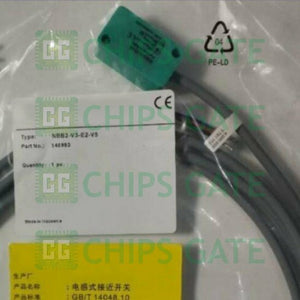 04
PE-LD
NBB2-V3-E2-V5
Part No.:
Quantity: 1 pc.
Made in Indonesia
CHIPS GATE
CHIPS GATE
CHIPS GATE
CHIPS GATE
生产厂:
产品名称: 电感式接近开关
产品标准: GB/T 14048.10